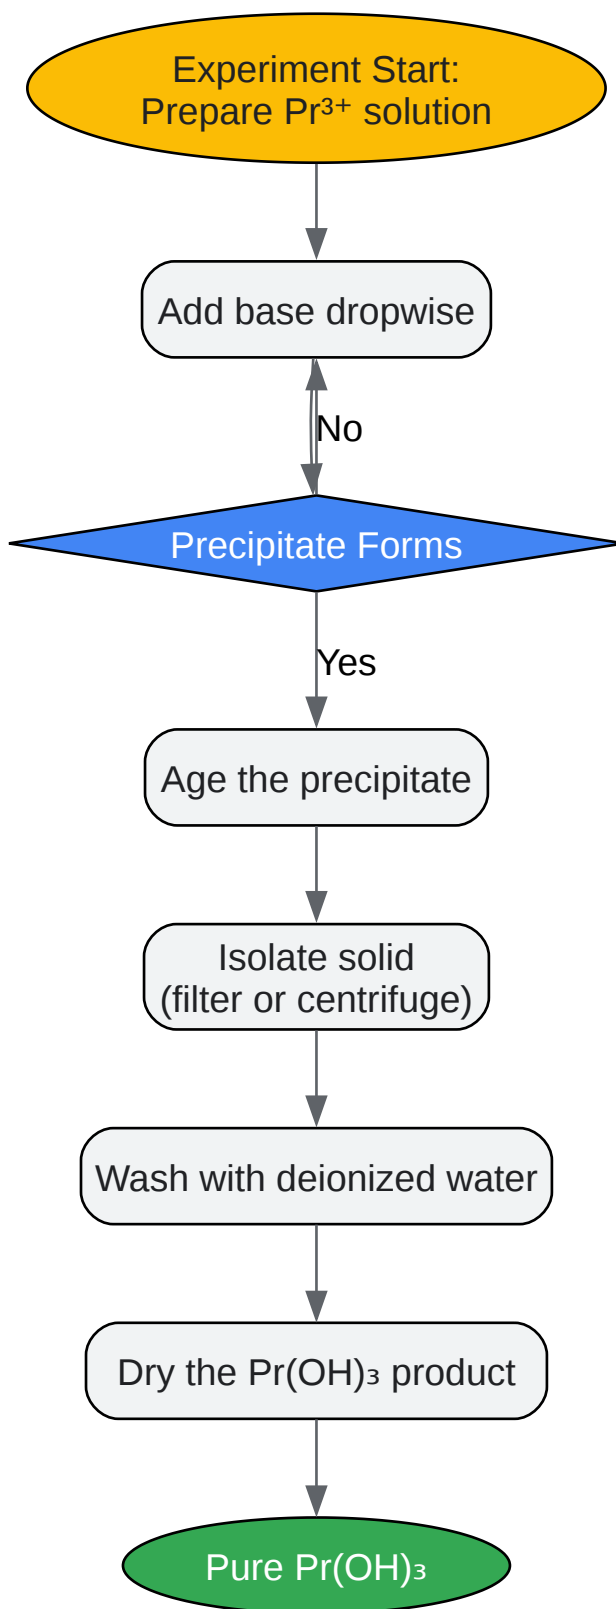 Experiment Start:
Prepare Pr³⁺ solution
Add base dropwise
No
Precipitate Forms
Yes
Age the precipitate
Isolate solid
(filter or centrifuge)
Wash with deionized water
Dry the Pr(OH)₃ product
Pure Pr(OH)₃